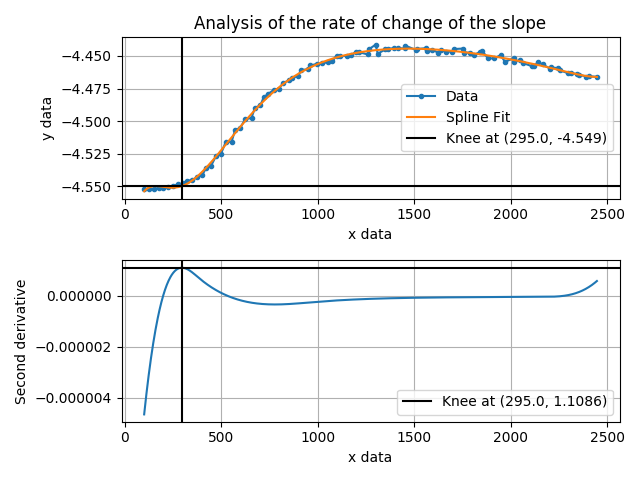 Analysis of the rate of change of the slope
−4.450
−4.475
−4.500
−4.525
−4.550
y data
Data
Spline Fit
Knee at (295.0, -4.549)
0 500 1000 1500 2000 2500
x data
0.000000
−0.000002
−0.000004
Second derivative
Knee at (295.0, 1.1086)
0 500 1000 1500 2000 2500
x data